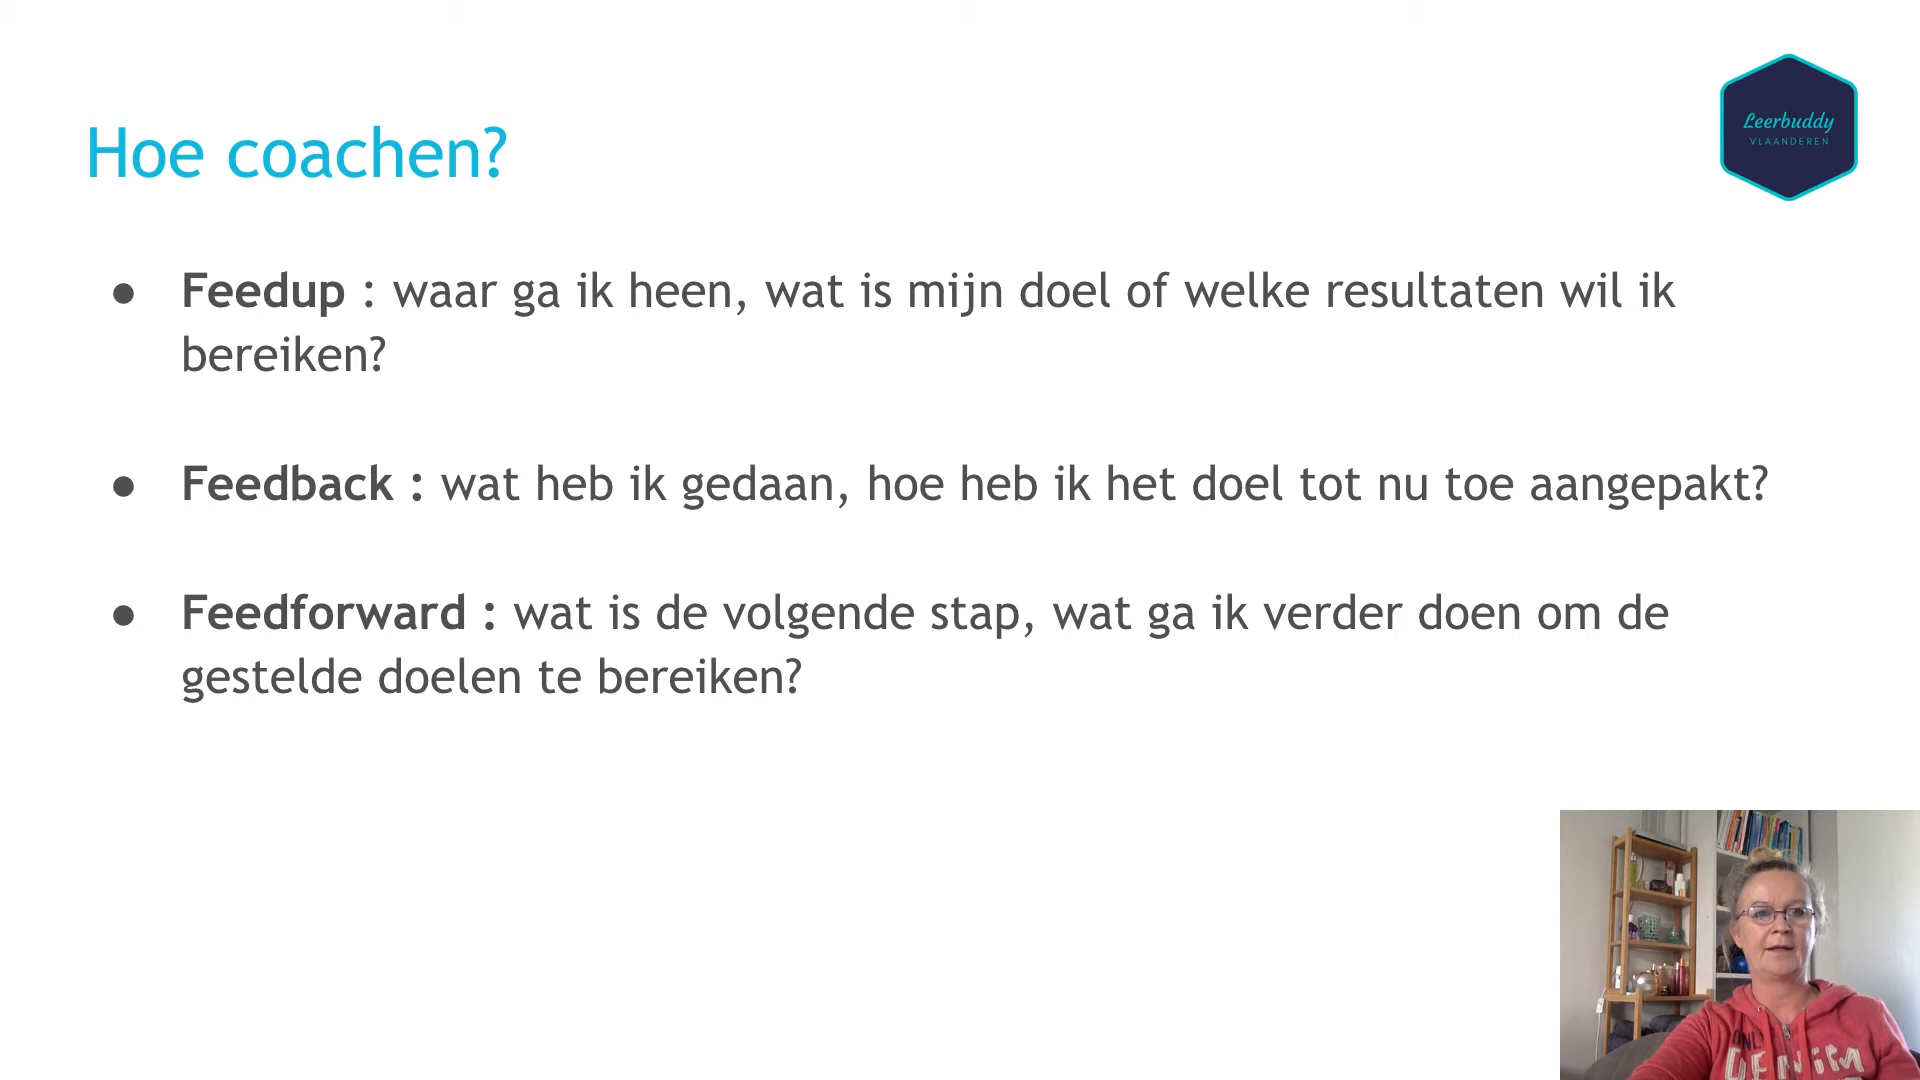 Hoe coachen?
Leerbuddy
VLAANDEREN
● Feedup : waar ga ik heen, wat is mijn doel of welke resultaten wil ik
bereiken?
● Feedback : wat heb ik gedaan, hoe heb ik het doel tot nu toe aangepakt?
● Feedforward : wat is de volgende stap, wat ga ik verder doen om de
gestelde doelen te bereiken?
ONLY
DENIM